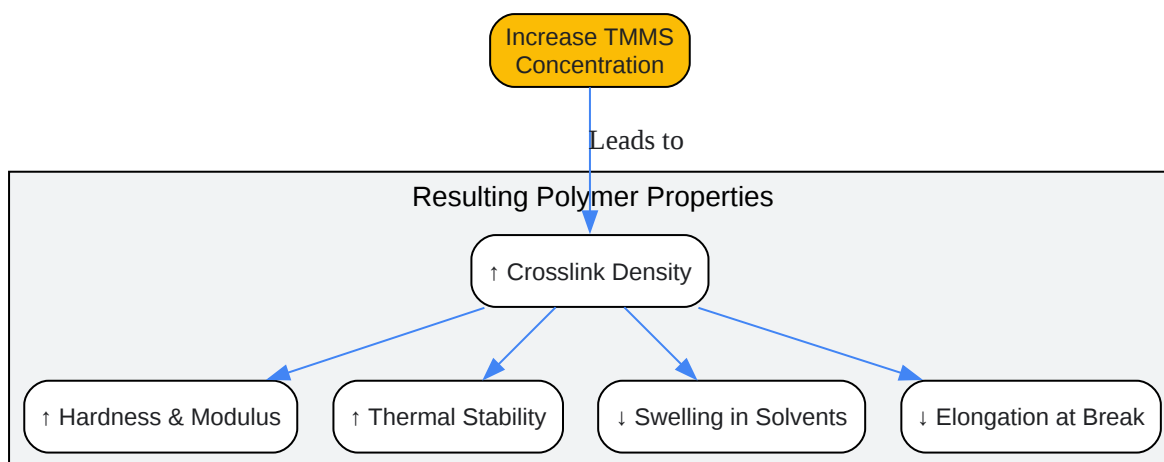 Increase TMMS
Concentration
Leads to
Resulting Polymer Properties
↑ Crosslink Density
↑ Hardness & Modulus
↑ Thermal Stability
↓ Swelling in Solvents
↓ Elongation at Break